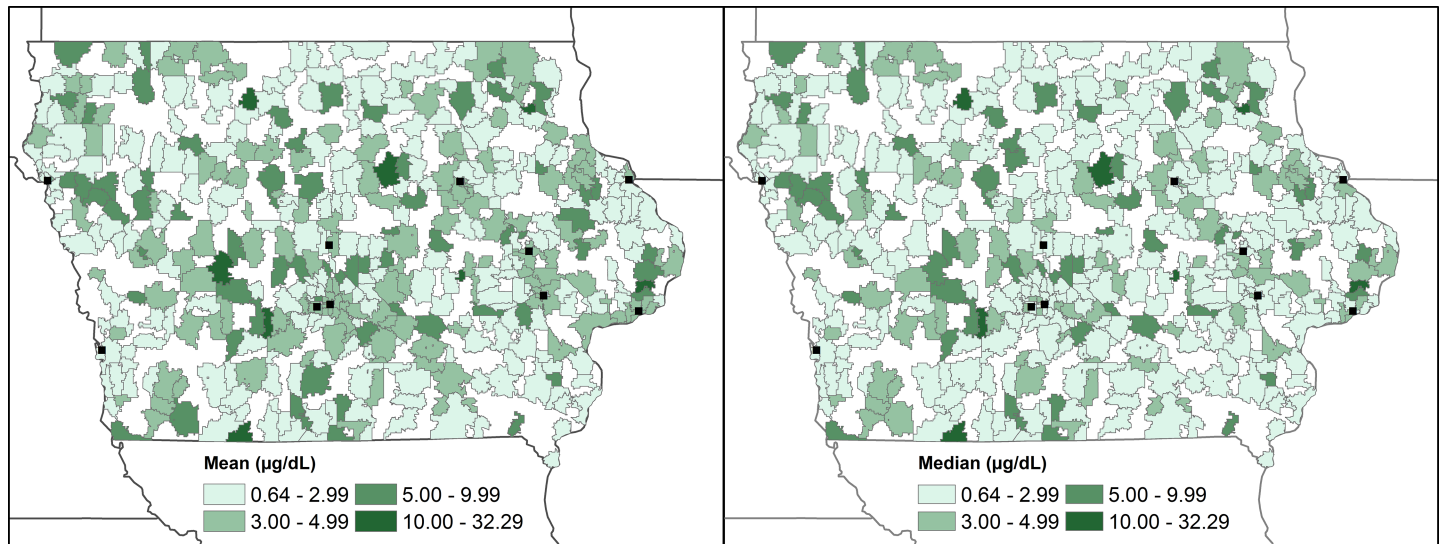 Mean (µg/dL)
0.64 - 2.99 5.00 - 9.99
3.00 - 4.99 10.00 - 32.29
Median (µg/dL)
0.64 - 2.99 5.00 - 9.99
3.00 - 4.99 10.00 - 32.29